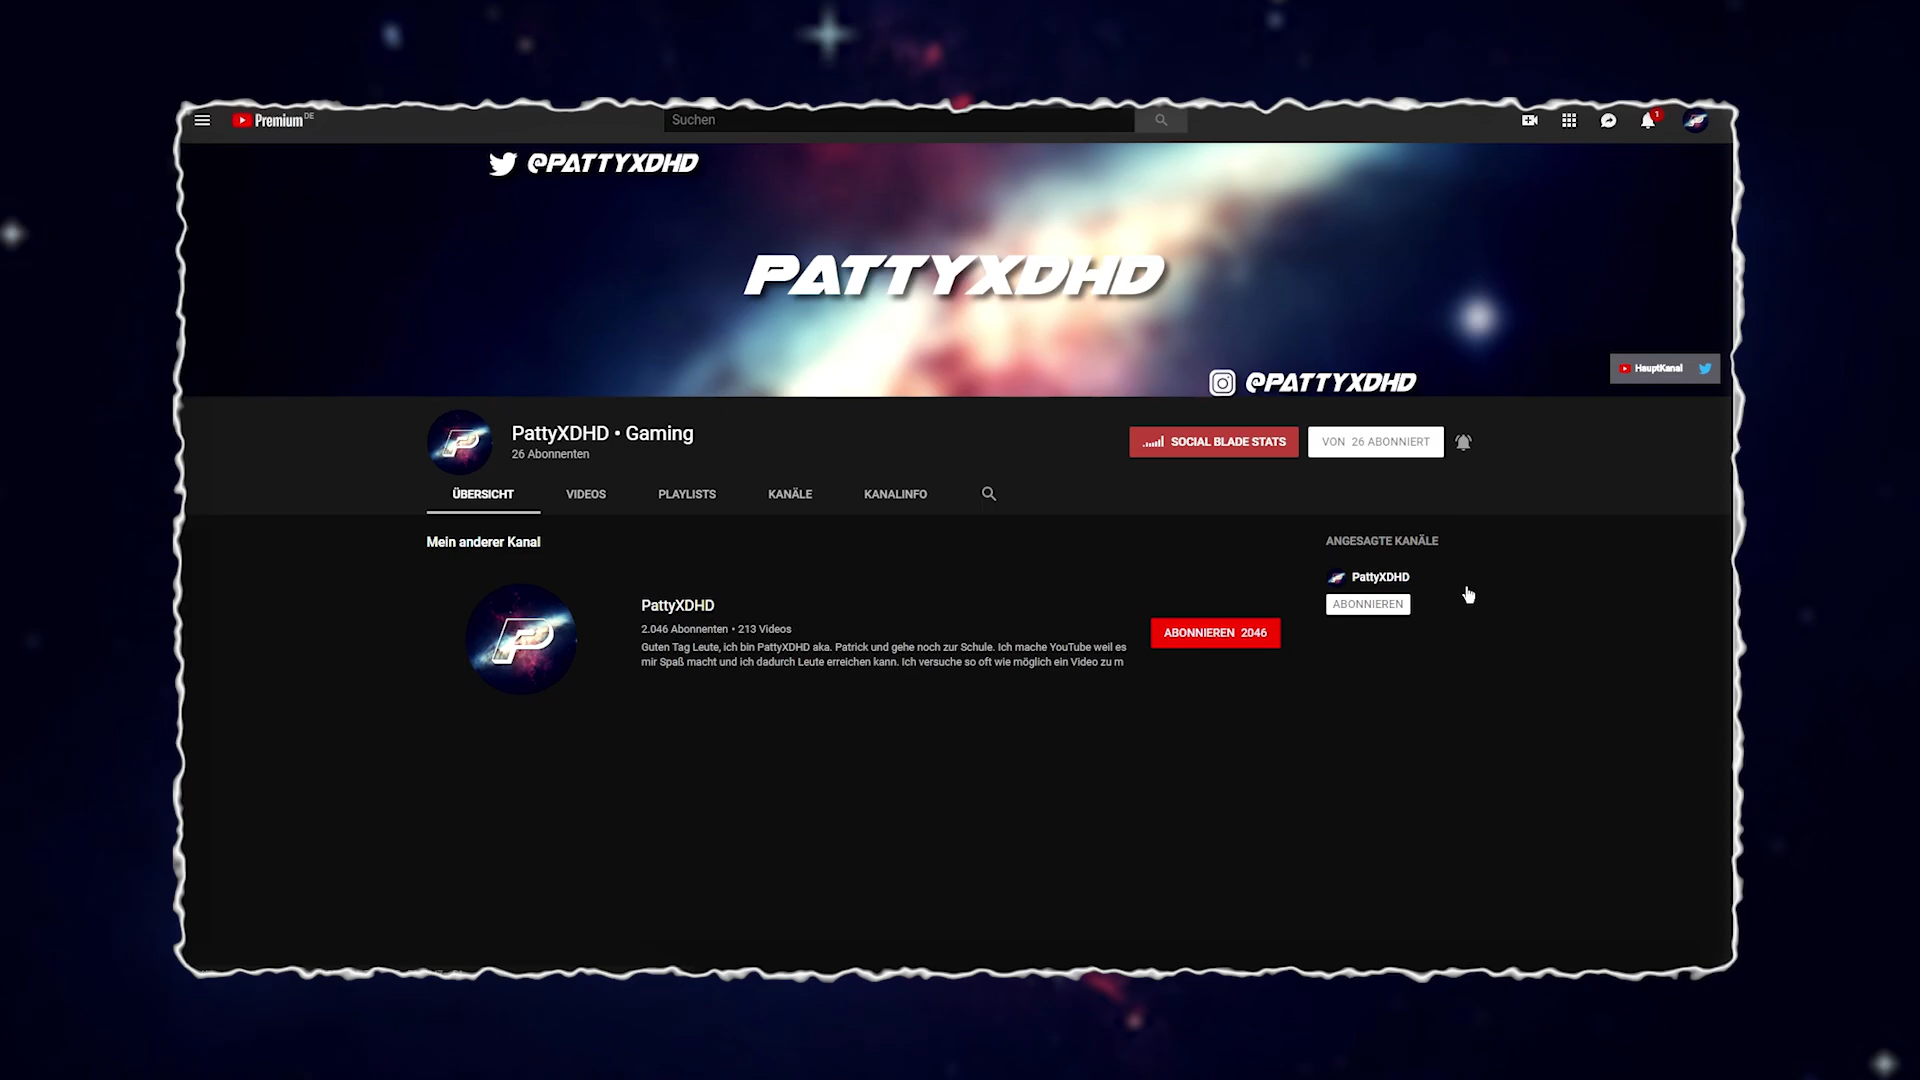 Premium DE
Suchen
1
@PATTYXDHD
PATTYXDHD
@PATTYXDHD
HauptKanal
PattyXDHD • Gaming
26 Abonnenten
SOCIAL BLADE STATS
VON 26 ABONNIERT
ÜBERSICHT VIDEOS PLAYLISTS KANÄLE KANALINFO
Mein anderer Kanal
PattyXDHD
2.046 Abonnenten • 213 Videos
Guten Tag Leute, ich bin PattyXDHD aka. Patrick und gehe noch zur Schule. Ich mache YouTube weil es
mir Spaß macht und ich dadurch Leute erreichen kann. Ich versuche so oft wie möglich ein Video zu m
ABONNIEREN 2046
ANGESAGTE KANÄLE
PattyXDHD
ABONNIEREN